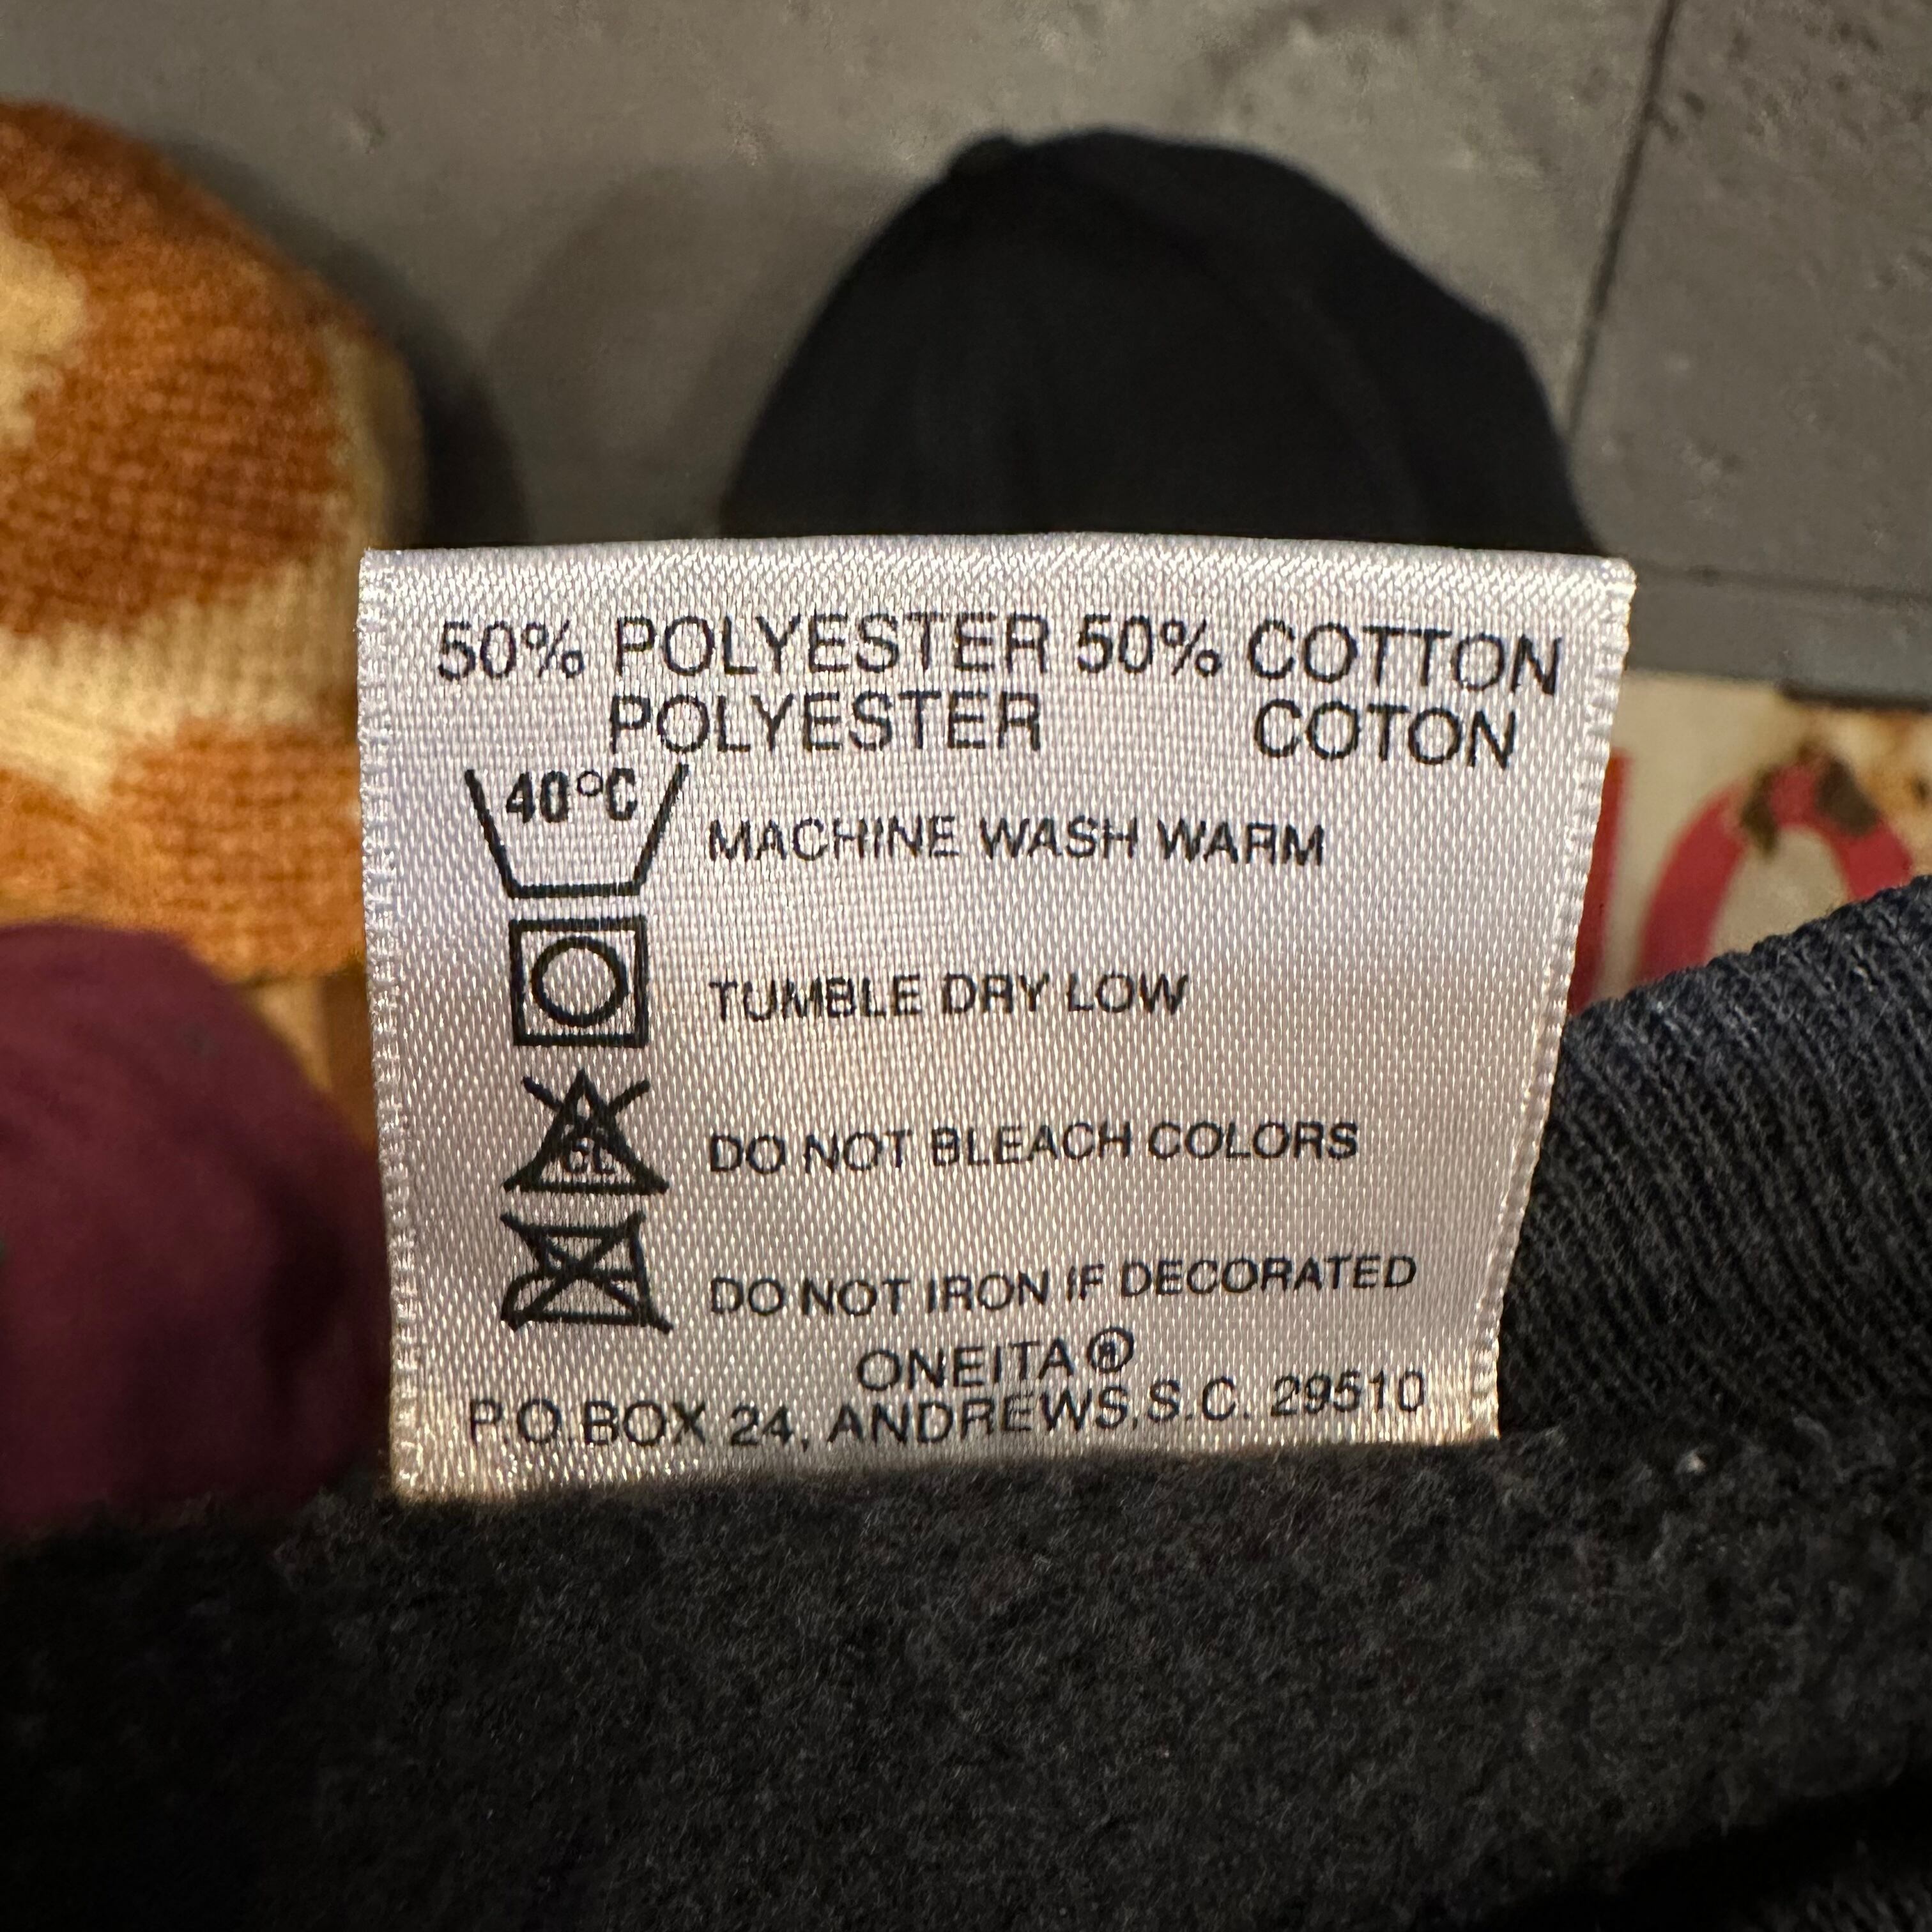 50% POLYESTER 50% COTTON
POLYESTER COTON
40°C MACHINE WASH WARM
TUMBLE DRY LOW
CL DO NOT BLEACH COLORS
DO NOT IRON IF DECORATED
ONEITA®
P.O.BOX 24, ANDREWS,S.C. 29510